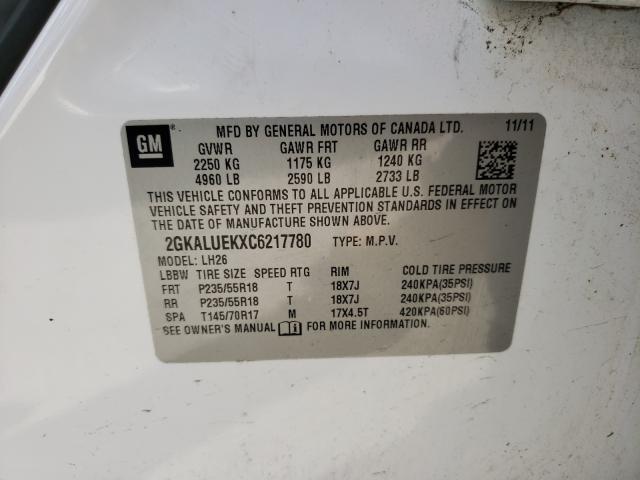 GM® MFD BY GENERAL MOTORS OF CANADA LTD. 11/11
GVWR GAWR FRT GAWR RR
2250 KG 1175 KG 1240 KG
4960 LB 2590 LB 2733 LB
THIS VEHICLE CONFORMS TO ALL APPLICABLE U.S. FEDERAL MOTOR
VEHICLE SAFETY AND THEFT PREVENTION STANDARDS IN EFFECT ON
THE DATE OF MANUFACTURE SHOWN ABOVE.
2GKALUEKXC6217780 TYPE: M.P.V.
MODEL: LH26
LBBW TIRE SIZE SPEED RTG RIM COLD TIRE PRESSURE
FRT P235/55R18 T 18X7J 240KPA(35PSI)
RR P235/55R18 T 18X7J 240KPA(35PSI)
SPA T145/70R17 M 17X4.5T 420KPA(60PSI)
SEE OWNER'S MANUAL FOR MORE INFORMATION.